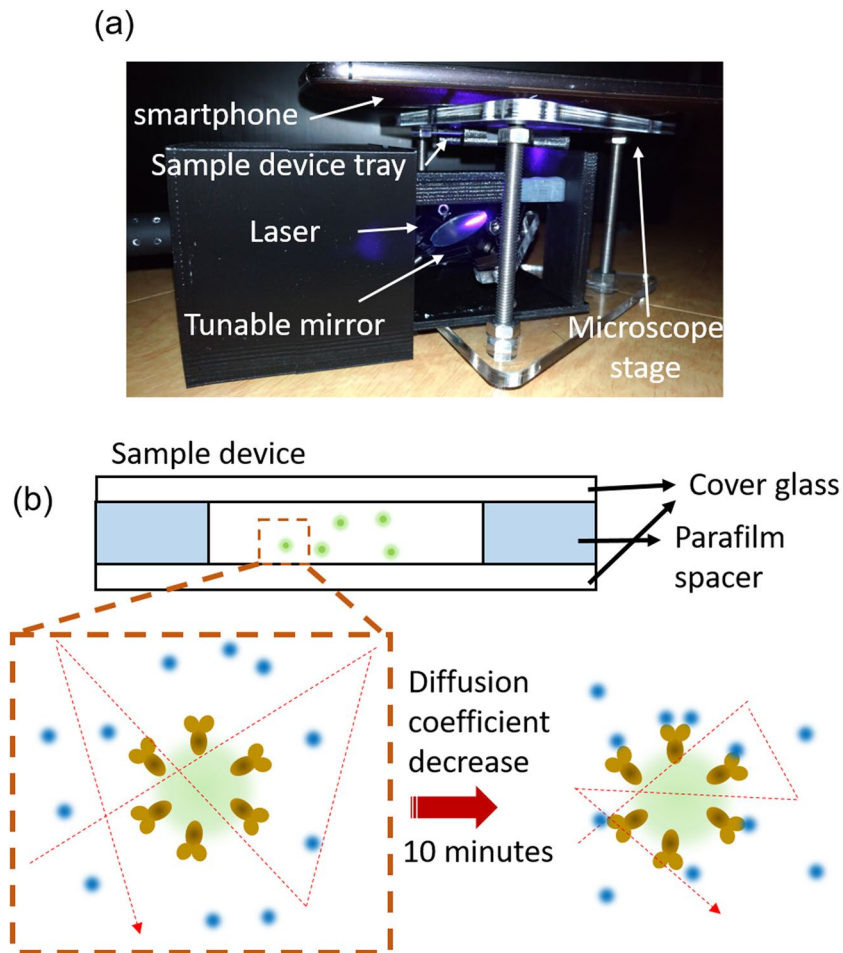 (a)
smartphone
Sample device tray
Laser
Tunable mirror
Microscope
stage
Sample device
(b)
Cover glass
Parafilm
spacer
Diffusion
coefficient
decrease
10 minutes